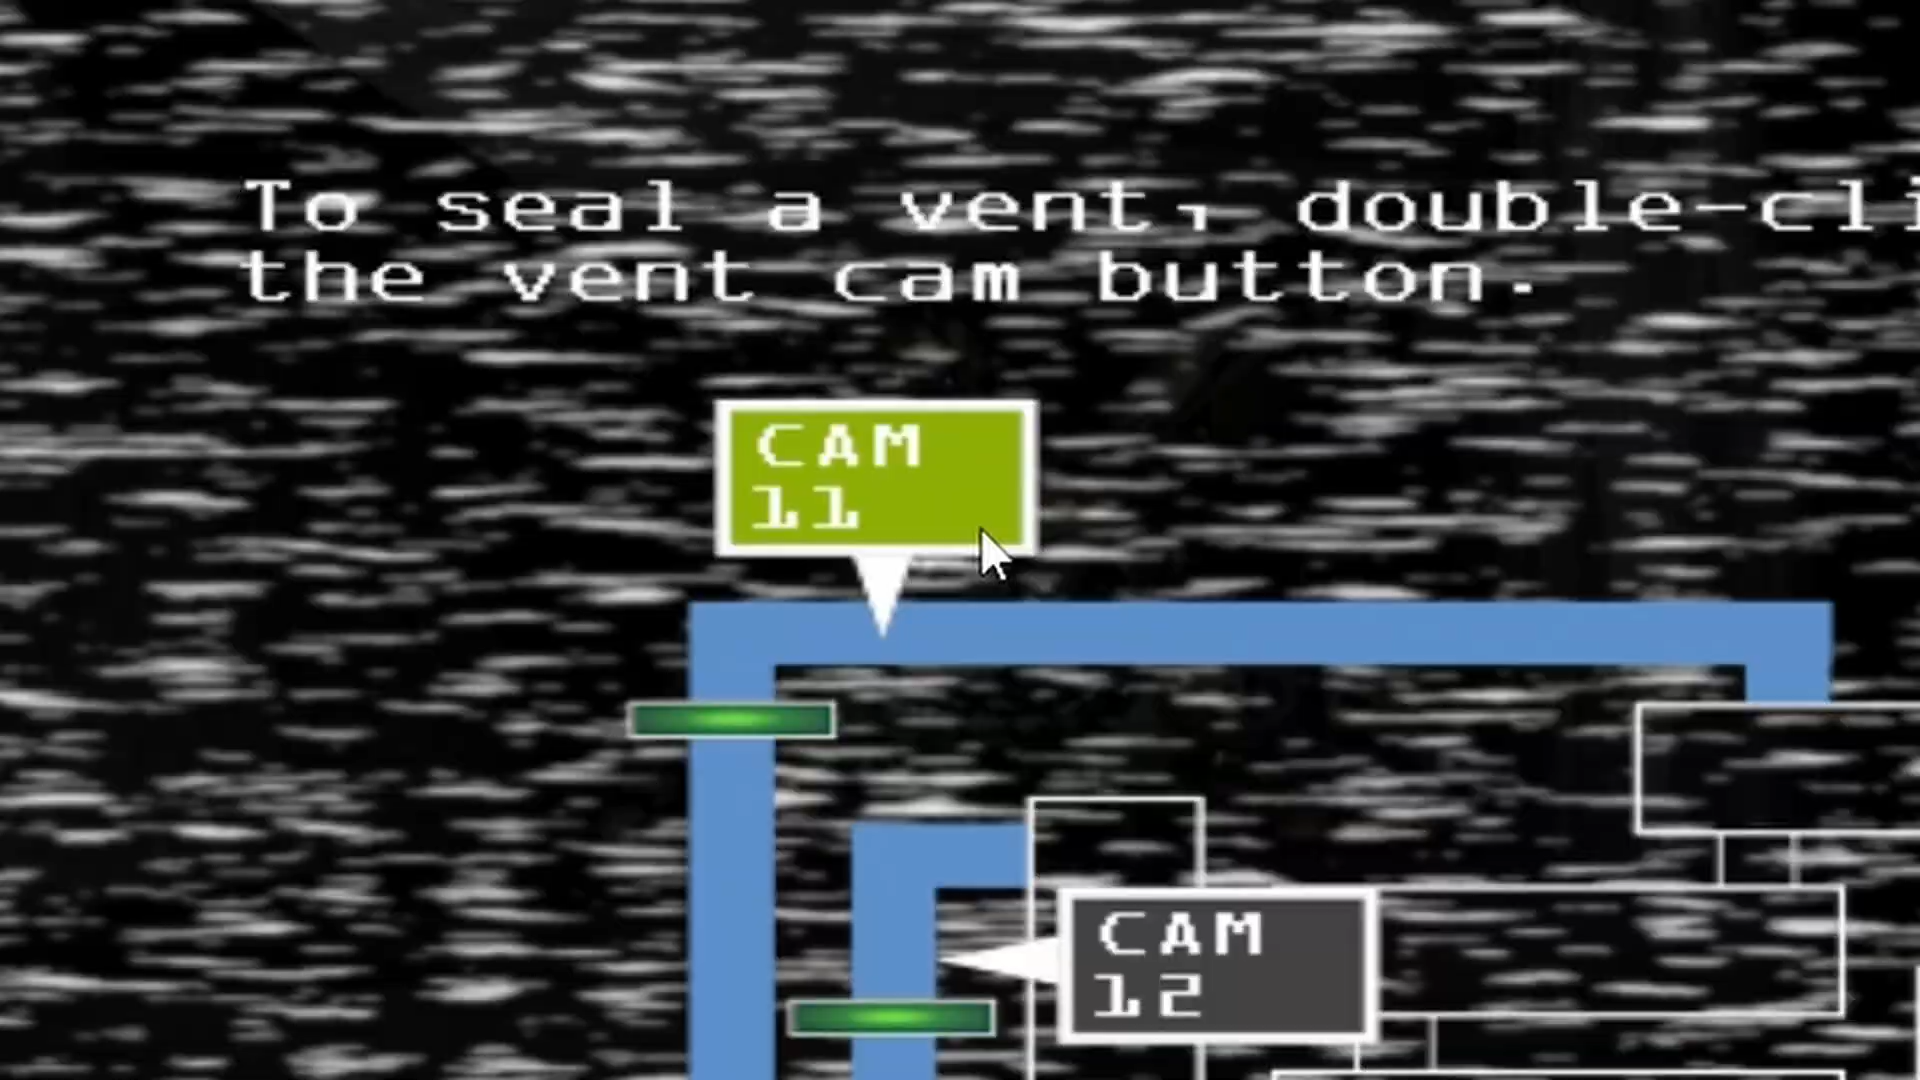 To seal a vent, double-cli
the vent cam button.
CAM
11
CAM
12